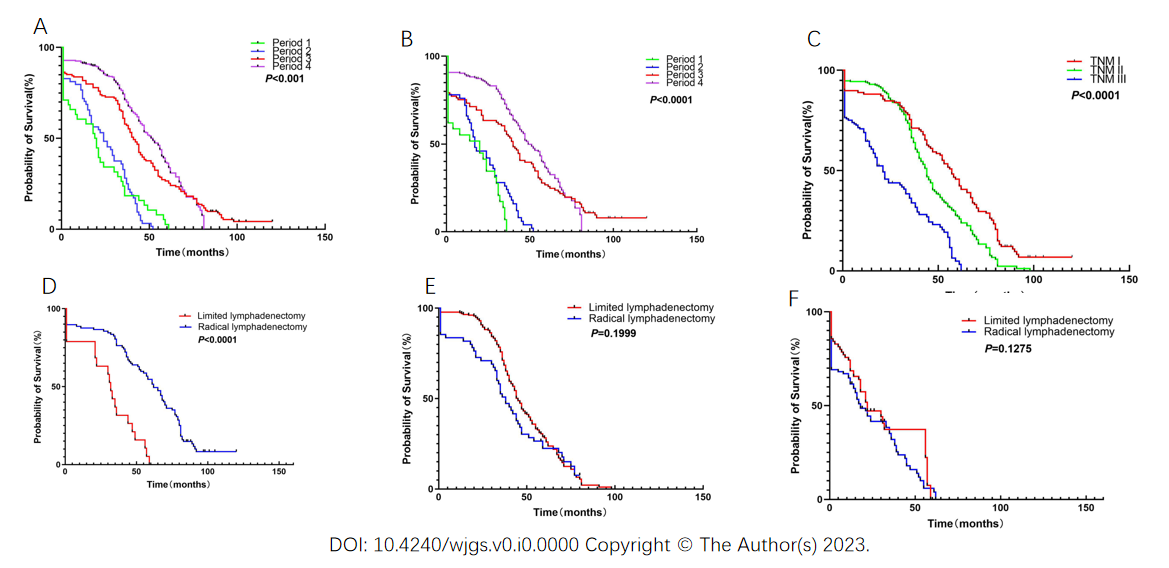 A
Period 1
Period 2
Period 3
Period 4
P<0.001
Probability of Survival(%)
100
50
0
0 50 100 150
Time(months)
B
Period 1
Period 2
Period 3
Period 4
P<0.0001
Probability of Survival(%)
100
50
0
0 50 100 150
Time(months)
C
TNM I
TNM II
TNM III
P<0.0001
Probability of Survival(%)
100
50
0
0 50 100 150
D
Limited lymphadenectomy
Radical lymphadenectomy
P<0.0001
Probability of Survival(%)
100
50
0
0 50 100 150
Time(months)
E
Limited lymphadenectomy
Radical lymphadenectomy
P=0.1999
Probability of Survival(%)
100
50
0
0 50 100 150
Time(months)
F
Limited lymphadenectomy
Radical lymphadenectomy
P=0.1275
Probability of Survival(%)
100
50
0
0 50 100 150
Time(months)
DOI: 10.4240/wjgs.v0.i0.0000 Copyright © The Author(s) 2023.